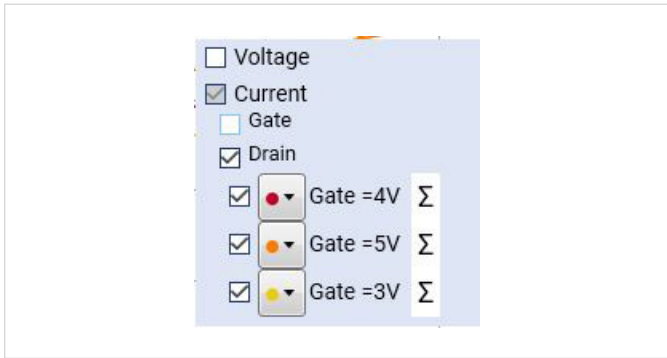 Voltage
Current
Gate
Drain
Gate =4V Σ
Gate =5V Σ
Gate =3V Σ